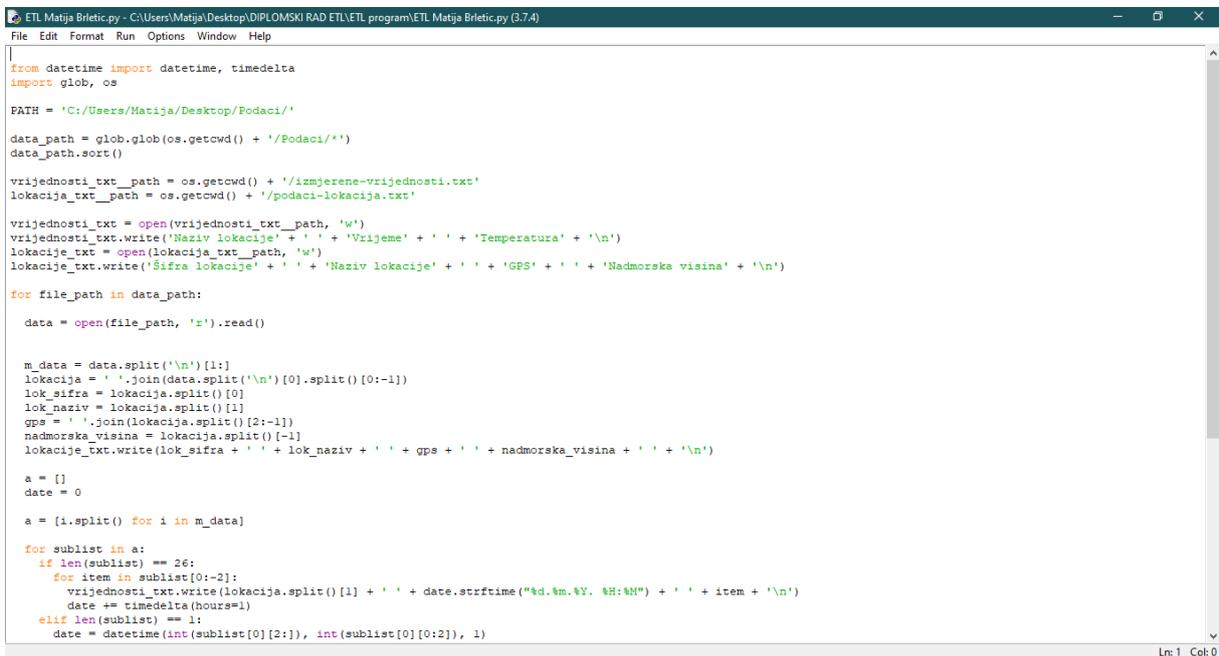 ETL Matija Brletic.py - C:\Users\Matija\Desktop\DIPLOMSKI RAD ETL\ETL program\ETL Matija Brletic.py (3.7.4)
File Edit Format Run Options Window Help
from datetime import datetime, timedelta
import glob, os
PATH = 'C:/Users/Matija/Desktop/Podaci/'
data_path = glob.glob(os.getcwd() + '/Podaci/*')
data_path.sort()
vrijednosti_txt__path = os.getcwd() + '/izmjerene-vrijednosti.txt'
lokacija_txt__path = os.getcwd() + '/podaci-lokacija.txt'
vrijednosti_txt = open(vrijednosti_txt__path, 'w')
vrijednosti_txt.write('Naziv lokacije' + ' ' + 'Vrijeme' + ' ' + 'Temperatura' + '\n')
lokacije_txt = open(lokacija_txt__path, 'w')
lokacije_txt.write('Šifra lokacije' + ' ' + 'Naziv lokacije' + ' ' + 'GPS' + ' ' + 'Nadmorska visina' + '\n')
for file_path in data_path:
  data = open(file_path, 'r').read()
  m_data = data.split('\n')[1:]
  lokacija = ' '.join(data.split('\n')[0].split()[0:-1])
  lok_sifra = lokacija.split()[0]
  lok_naziv = lokacija.split()[1]
  gps = ' '.join(lokacija.split()[2:-1])
  nadmorska_visina = lokacija.split()[-1]
  lokacije_txt.write(lok_sifra + ' ' + lok_naziv + ' ' + gps + ' ' + nadmorska_visina + ' ' + '\n')
  a = []
  date = 0
  a = [i.split() for i in m_data]
  for sublist in a:
    if len(sublist) == 26:
      for item in sublist[0:-2]:
        vrijednosti_txt.write(lokacija.split()[1] + ' ' + date.strftime("%d.%m.%Y. %H:%M") + ' ' + item + '\n')
        date += timedelta(hours=1)
    elif len(sublist) == 1:
      date = datetime(int(sublist[0][2:]), int(sublist[0][0:2]), 1)
Ln: 1 Col: 0